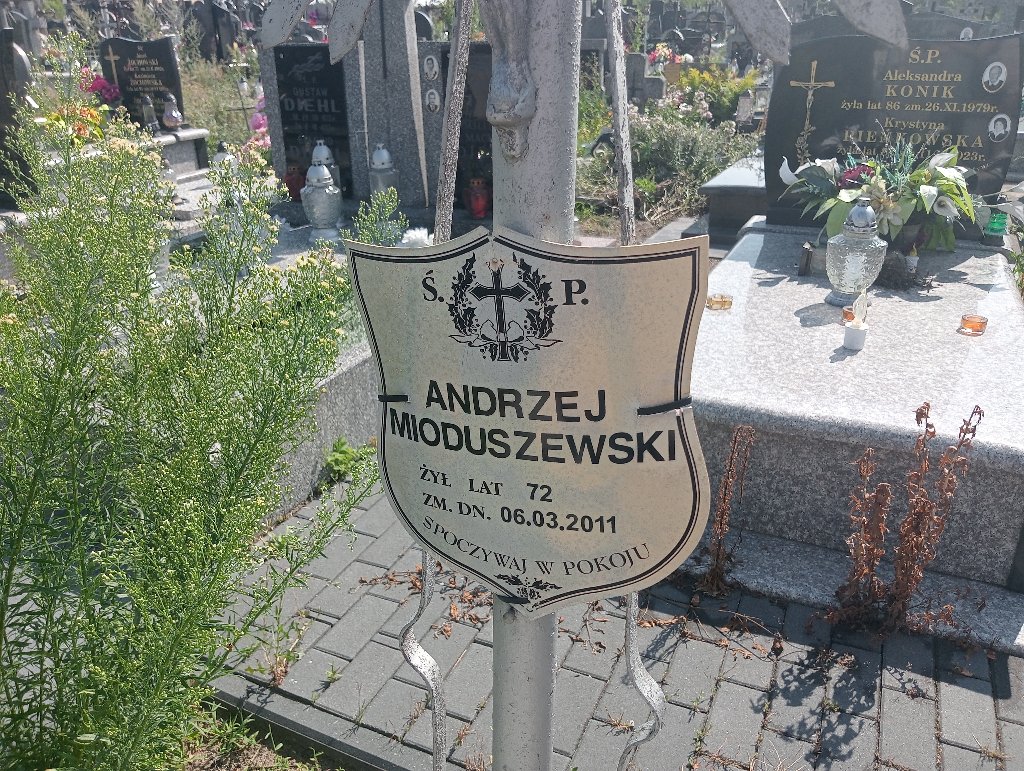 Ś. P.
ANDRZEJ
MIODUSZEWSKI
ŻYŁ LAT 72
ZM. DN. 06.03.2011
SPOCZYWAJ W POKOJU
Ś.P.
Aleksandra
KONIK
żyła lat 86 zm.26.XI.1979r.
Krystyna
GUSTAW
DIEHL